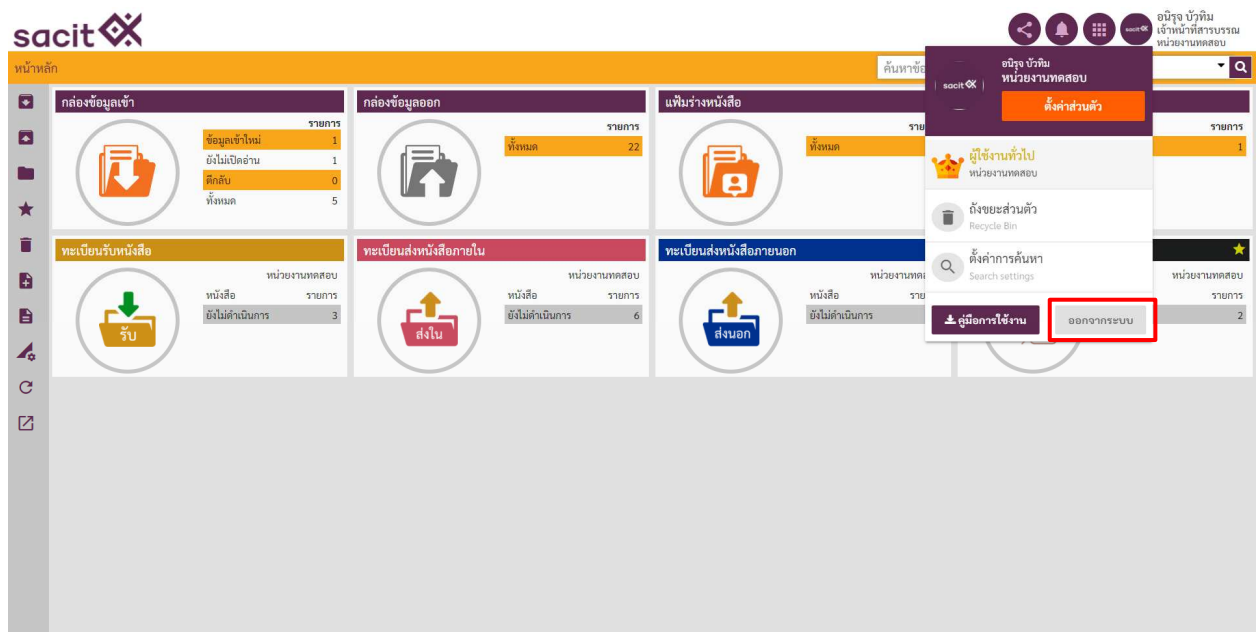 sacit
อนิรุจ บัวทิม
เจ้าหน้าที่สารบรรณ
หน่วยงานทดสอบ
หน้าหลัก
ค้นหาข้อ
sacit
อนิรุจ บัวทิม
หน่วยงานทดสอบ
ตั้งค่าส่วนตัว
ผู้ใช้งานทั่วไป
หน่วยงานทดสอบ
ถังขยะส่วนตัว
Recycle Bin
ตั้งค่าการค้นหา
Search settings
คู่มือการใช้งาน
ออกจากระบบ
กล่องข้อมูลเข้า
รายการ
ข้อมูลเข้าใหม่ 1
ยังไม่เปิดอ่าน 1
ตีกลับ 0
ทั้งหมด 5
กล่องข้อมูลออก
รายการ
ทั้งหมด 22
แฟ้มร่างหนังสือ
ราย
ทั้งหมด
รายการ
1
ทะเบียนรับหนังสือ
หน่วยงานทดสอบ
หนังสือ รายการ
ยังไม่ดำเนินการ 3
รับ
ทะเบียนส่งหนังสือภายใน
หน่วยงานทดสอบ
หนังสือ รายการ
ยังไม่ดำเนินการ 6
ส่งใน
ทะเบียนส่งหนังสือภายนอก
หน่วยงานทด
หนังสือ ราย
ยังไม่ดำเนินการ
ส่งนอก
หน่วยงานทดสอบ
รายการ
2